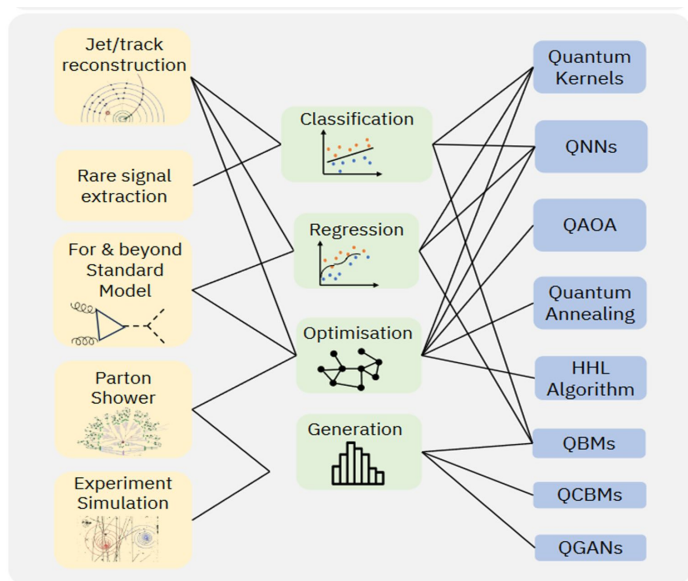 Jet/track
reconstruction
Rare signal
extraction
For & beyond
Standard
Model
Parton
Shower
Experiment
Simulation
Classification
Regression
Optimisation
Generation
Quantum
Kernels
QNNs
QAOA
Quantum
Annealing
HHL
Algorithm
QBMs
QCBMs
QGANs